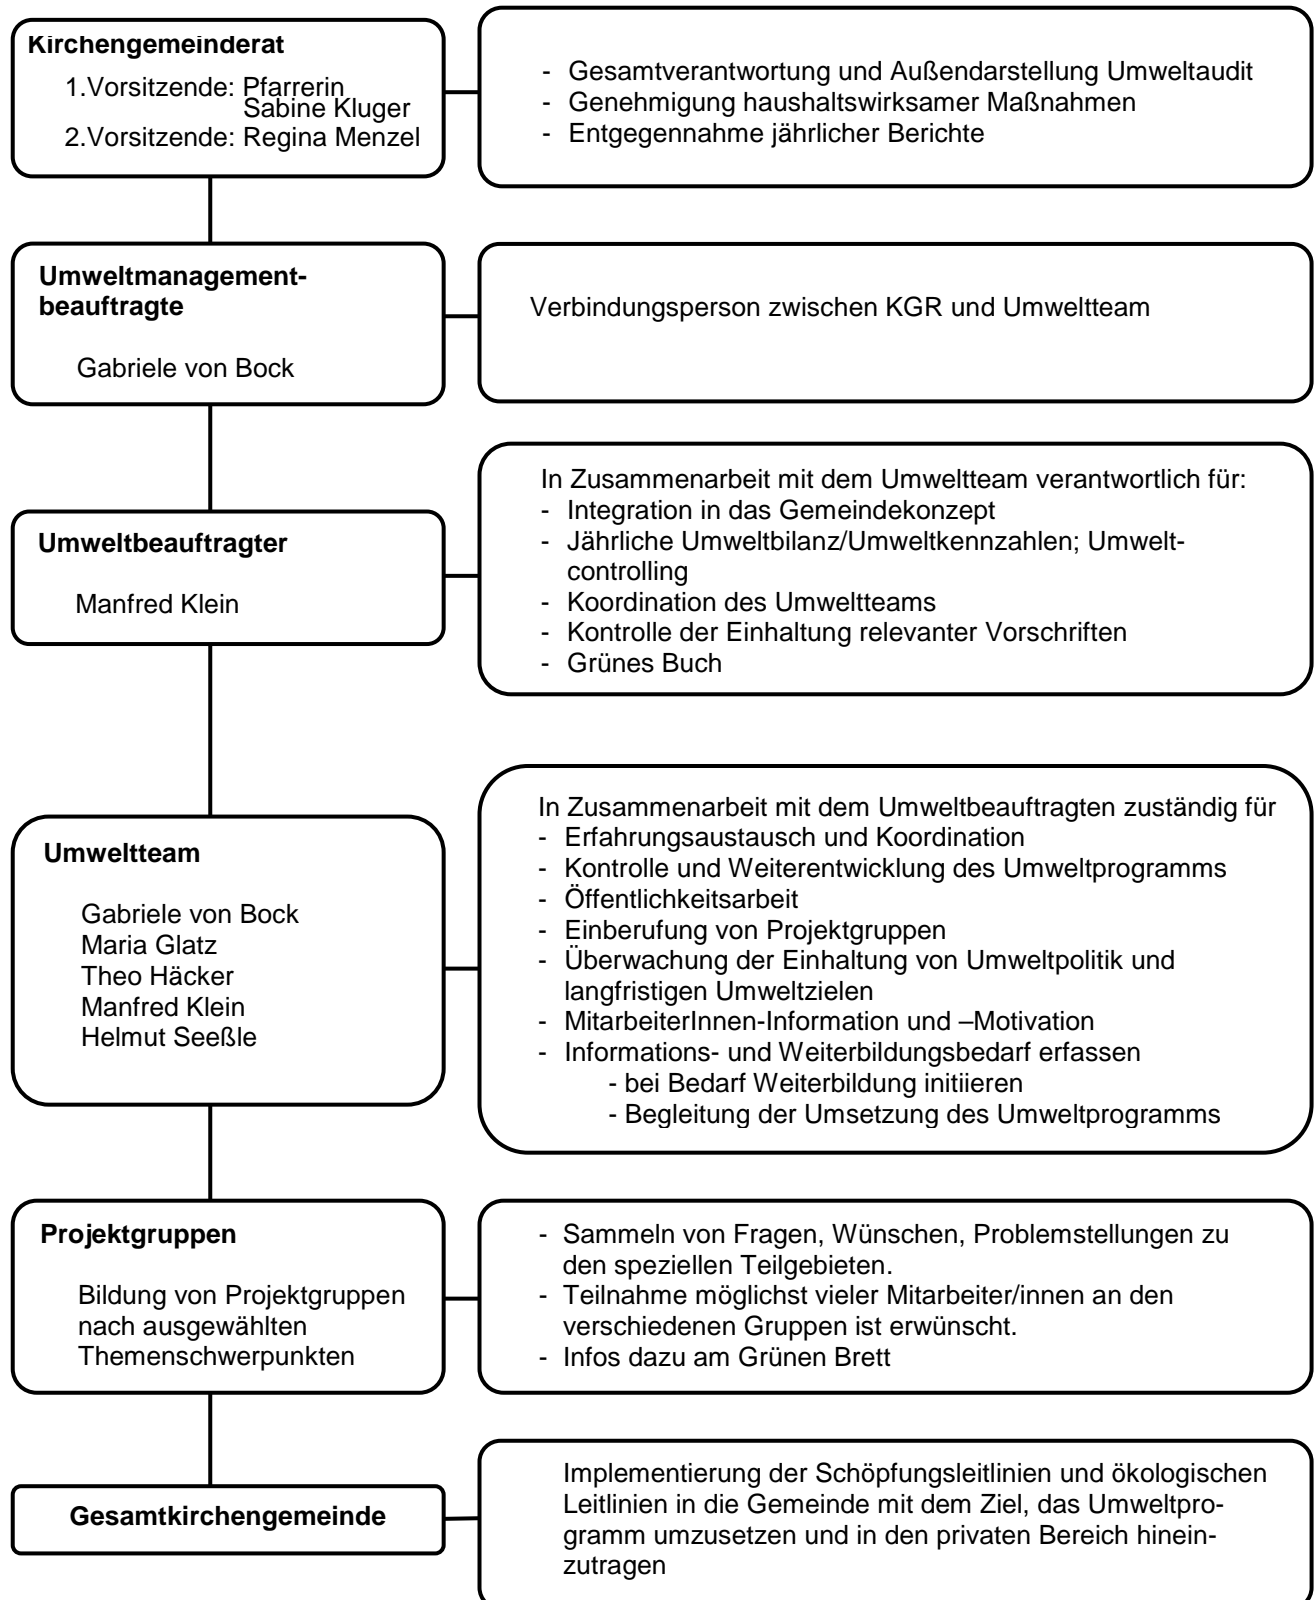 Kirchengemeinderat
1.Vorsitzende: Pfarrerin
Sabine Kluger
2.Vorsitzende: Regina Menzel
- Gesamtverantwortung und Außendarstellung Umweltaudit
- Genehmigung haushaltswirksamer Maßnahmen
- Entgegennahme jährlicher Berichte
Umweltmanagement-
beauftragte
Gabriele von Bock
Verbindungsperson zwischen KGR und Umweltteam
Umweltbeauftragter
Manfred Klein
In Zusammenarbeit mit dem Umweltteam verantwortlich für:
- Integration in das Gemeindekonzept
- Jährliche Umweltbilanz/Umweltkennzahlen; Umwelt-
controlling
- Koordination des Umweltteams
- Kontrolle der Einhaltung relevanter Vorschriften
- Grünes Buch
Umweltteam
Gabriele von Bock
Maria Glatz
Theo Häcker
Manfred Klein
Helmut Seeßle
In Zusammenarbeit mit dem Umweltbeauftragten zuständig für
- Erfahrungsaustausch und Koordination
- Kontrolle und Weiterentwicklung des Umweltprogramms
- Öffentlichkeitsarbeit
- Einberufung von Projektgruppen
- Überwachung der Einhaltung von Umweltpolitik und
langfristigen Umweltzielen
- MitarbeiterInnen-Information und –Motivation
- Informations- und Weiterbildungsbedarf erfassen
- bei Bedarf Weiterbildung initiieren
- Begleitung der Umsetzung des Umweltprogramms
Projektgruppen
Bildung von Projektgruppen
nach ausgewählten
Themenschwerpunkten
- Sammeln von Fragen, Wünschen, Problemstellungen zu
den speziellen Teilgebieten.
- Teilnahme möglichst vieler Mitarbeiter/innen an den
verschiedenen Gruppen ist erwünscht.
- Infos dazu am Grünen Brett
Gesamtkirchengemeinde
Implementierung der Schöpfungsleitlinien und ökologischen
Leitlinien in die Gemeinde mit dem Ziel, das Umweltpro-
gramm umzusetzen und in den privaten Bereich hinein-
zutragen